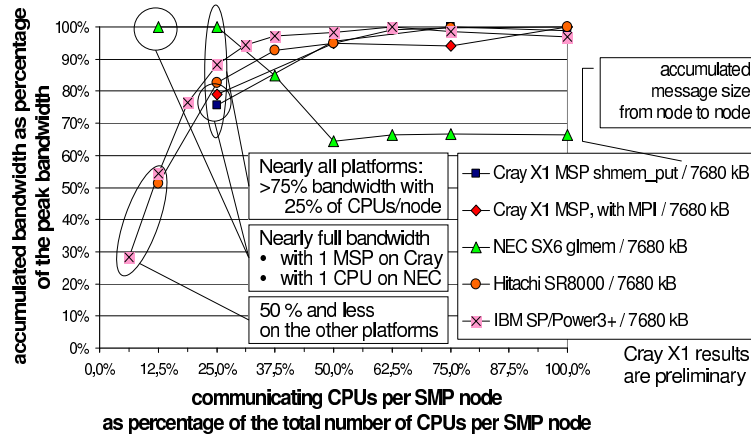 accumulated bandwidth as percentage
of the peak bandwidth
100%
90%
80%
70%
60%
50%
40%
30%
20%
10%
0%
0,0%
12,5%
25,0%
37,5%
50,0%
62,5%
75,0%
87,5%
100,0%
communicating CPUs per SMP node
as percentage of the total number of CPUs per SMP node
accumulated
message size
from node to node
Nearly all platforms:
>75% bandwidth with
25% of CPUs/node
Nearly full bandwidth
• with 1 MSP on Cray
• with 1 CPU on NEC
50 % and less
on the other platforms
Cray X1 MSP shmem_put / 7680 kB
Cray X1 MSP, with MPI / 7680 kB
NEC SX6 glmem / 7680 kB
Hitachi SR8000 / 7680 kB
IBM SP/Power3+ / 7680 kB
Cray X1 results
are preliminary